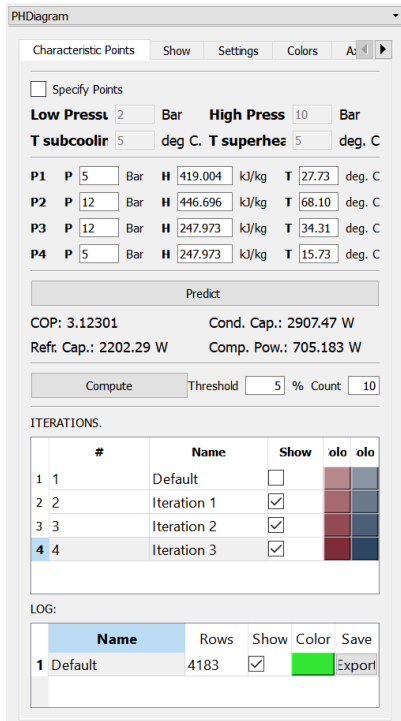 PHDiagram
Characteristic Points Show Settings Colors A
Specify Points
Low Pressu 2 Bar High Press 10 Bar
T subcoolin 5 deg C. T superhea 5 deg. C
P1 P 5 Bar H 419.004 kJ/kg T 27.73 deg. C
P2 P 12 Bar H 446.696 kJ/kg T 68.10 deg. C
P3 P 12 Bar H 247.973 kJ/kg T 34.31 deg. C
P4 P 5 Bar H 247.973 kJ/kg T 15.73 deg. C
Predict
COP: 3.12301 Cond. Cap.: 2907.47 W
Refr. Cap.: 2202.29 W Comp. Pow.: 705.183 W
Compute Threshold 5 % Count 10
ITERATIONS.
# Name Show olo olo
1 1 Default
2 2 Iteration 1
3 3 Iteration 2
4 4 Iteration 3
LOG:
Name Rows Show Color Save
1 Default 4183 Export